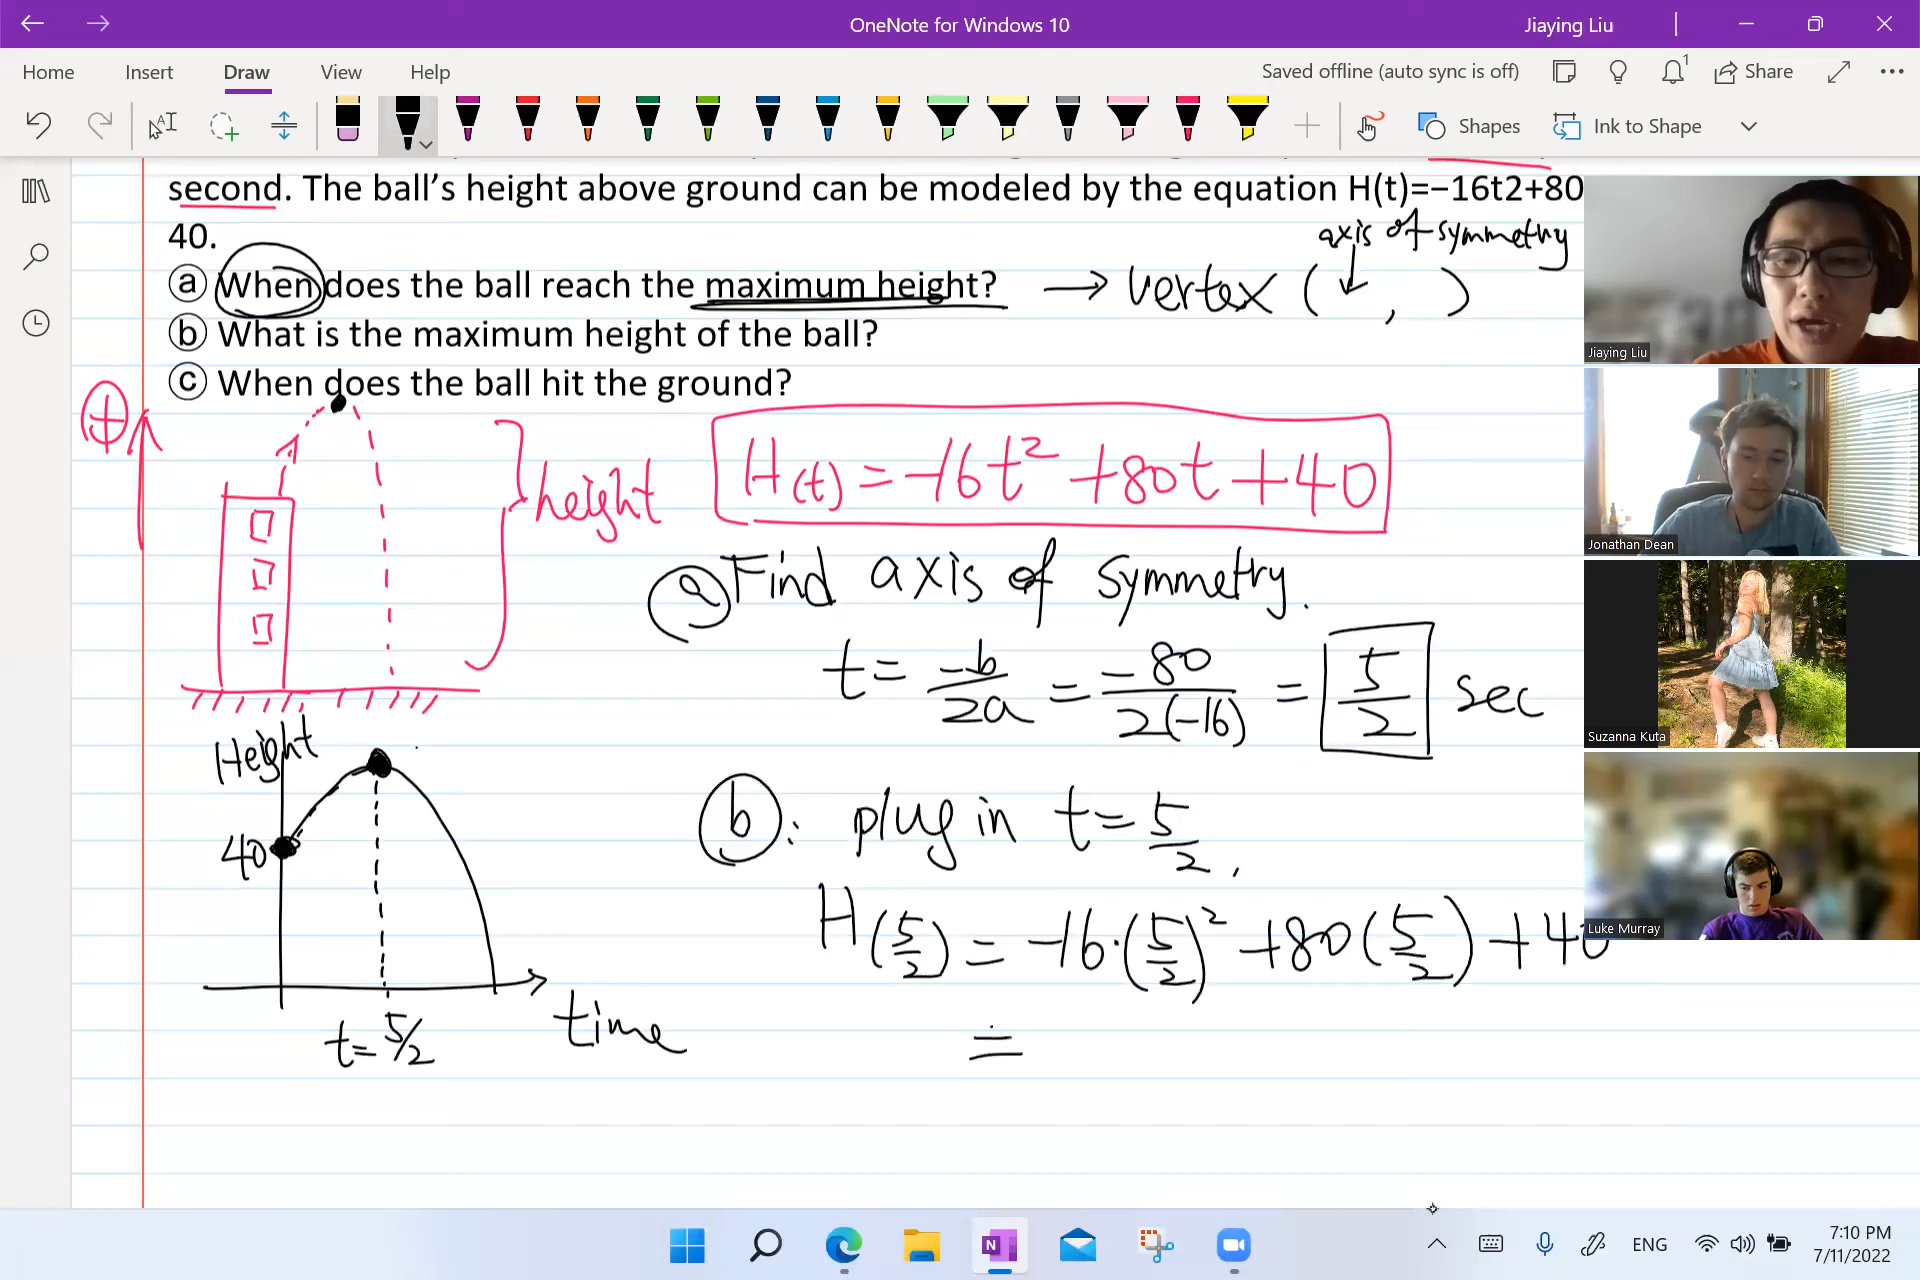 OneNote for Windows 10
Jiaying Liu
Home Insert Draw View Help
Saved offline (auto sync is off)
1
Share
Shapes
Ink to Shape
second. The ball's height above ground can be modeled by the equation H(t)=−16t2+80
40.
axis of symmetry
ⓐ When does the ball reach the maximum height? → vertex ( , )
ⓑ What is the maximum height of the ball?
ⓒ When does the ball hit the ground?
+
height
H(t) = -16t² +80t +40
ⓐ Find axis of symmetry.
t = -b/2a = -80/2(-16) = 5/2 sec
Height
40
t = 5/2
time
ⓑ: plug in t = 5/2,
H(5/2) = -16·(5/2)² +80(5/2) +40
=
Jiaying Liu
Jonathan Dean
Suzanna Kuta
Luke Murray
N
ENG
7:10 PM
7/11/2022